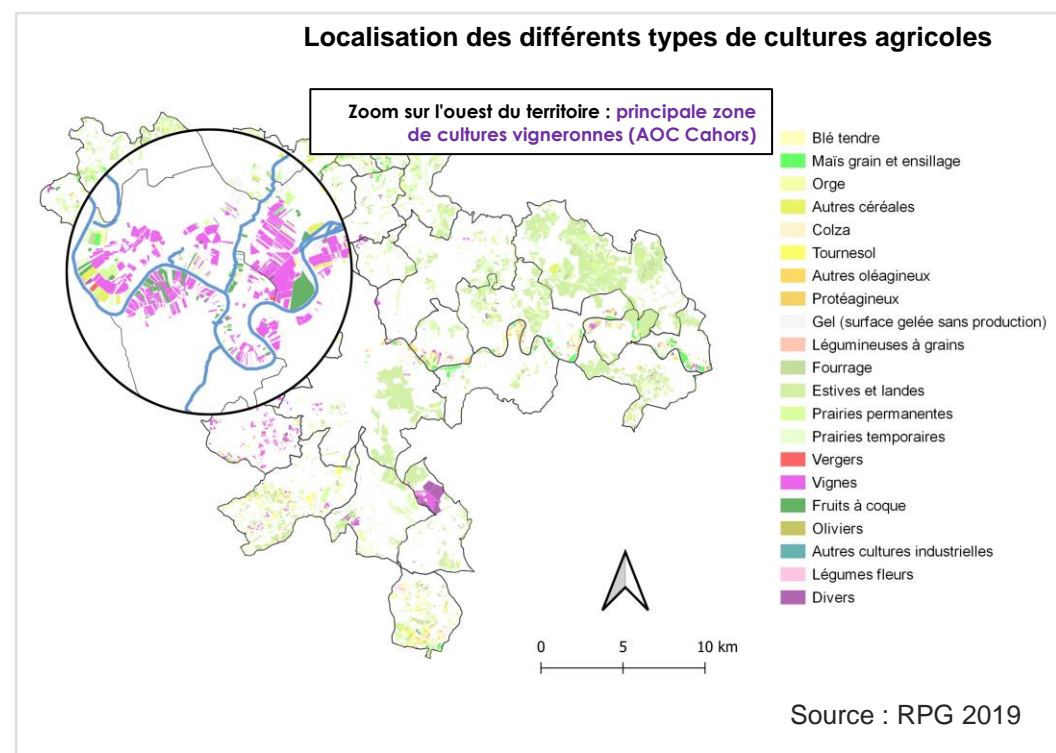 Localisation des différents types de cultures agricoles
Zoom sur l'ouest du territoire : principale zone
de cultures vigneronnes (AOC Cahors)
Blé tendre
Maïs grain et ensillage
Orge
Autres céréales
Colza
Tournesol
Autres oléagineux
Protéagineux
Gel (surface gelée sans production)
Légumineuses à grains
Fourrage
Estives et landes
Prairies permanentes
Prairies temporaires
Vergers
Vignes
Fruits à coque
Oliviers
Autres cultures industrielles
Légumes fleurs
Divers
0 5 10 km
Source : RPG 2019